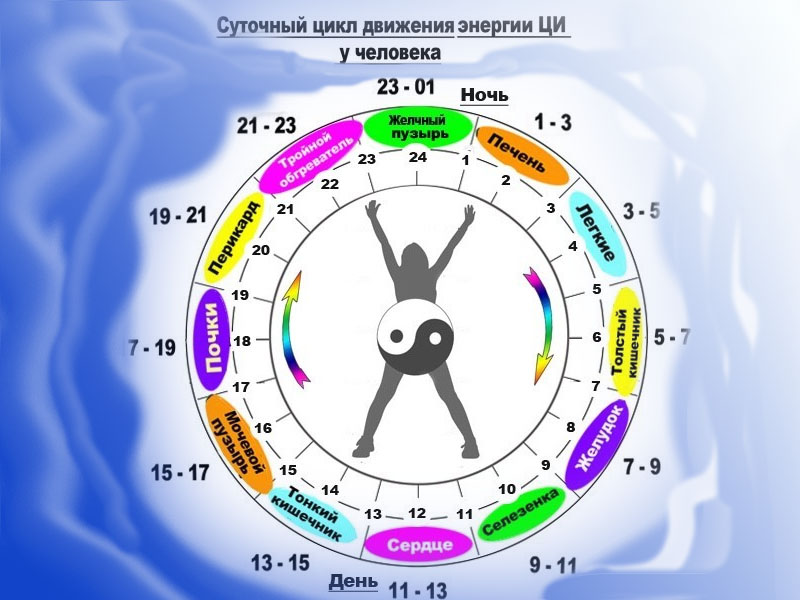 Суточный цикл движения энергии ЦИ
у человека
23 - 01
Ночь
Желчный
пузырь
1 - 3
Печень
3 - 5
Легкие
5 - 7
Толстый
кишечник
7 - 9
Желудок
9 - 11
Селезенка
11 - 13
Сердце
День
13 - 15
Тонкий
кишечник
15 - 17
Мочевой
пузырь
7 - 19
Почки
19 - 21
Перикард
21 - 23
Тройной
обогреватель
24
1
2
3
4
5
6
7
8
9
10
11
12
13
14
15
16
17
18
19
20
21
22
23